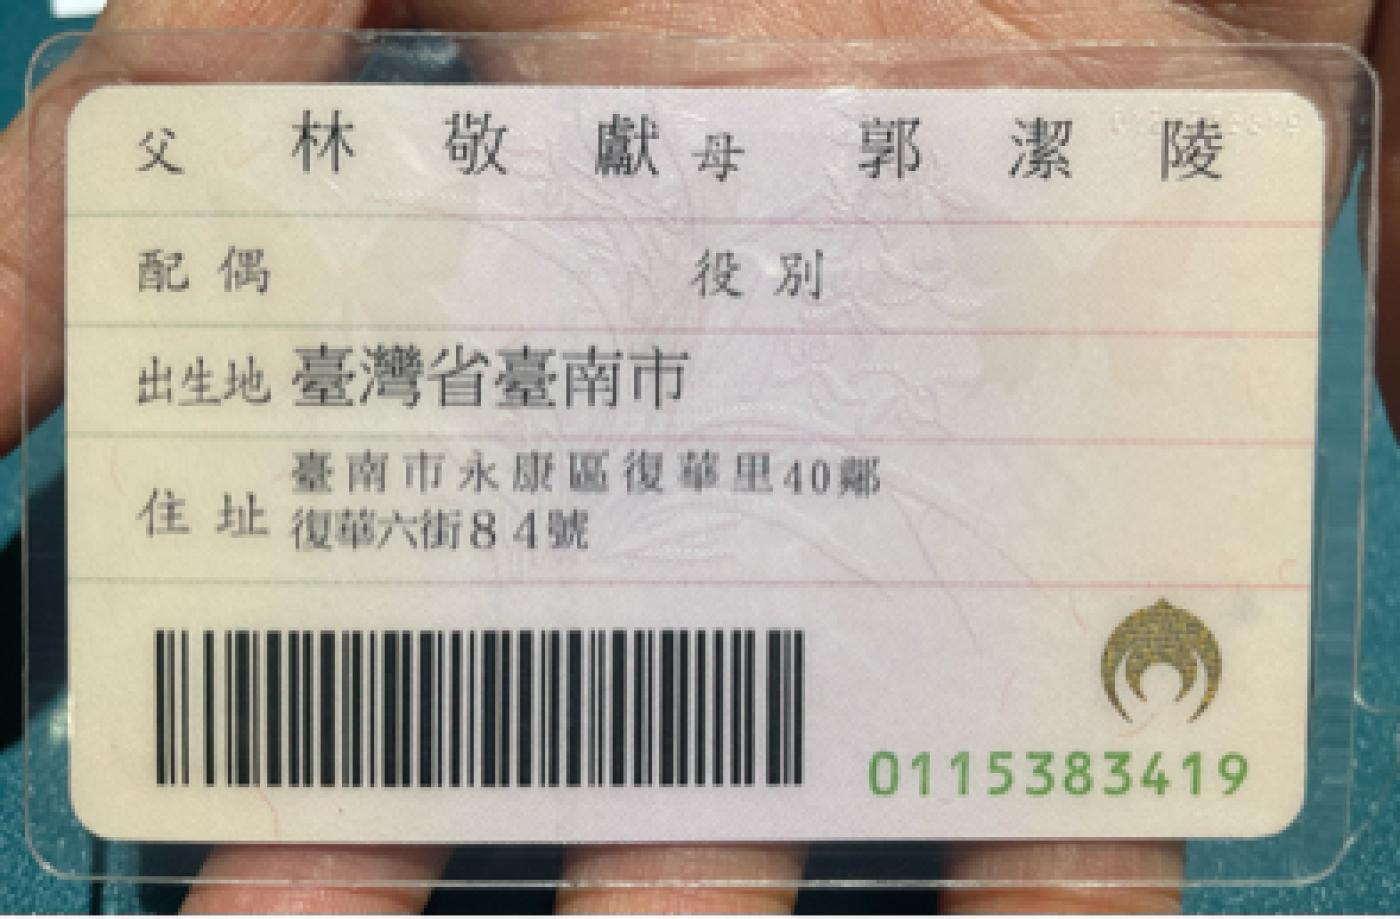 父 林敬獻 母 郭潔陵
配偶 役別
出生地 臺灣省臺南市
住址 臺南市永康區復華里40鄰
復華六街84號
0115383419